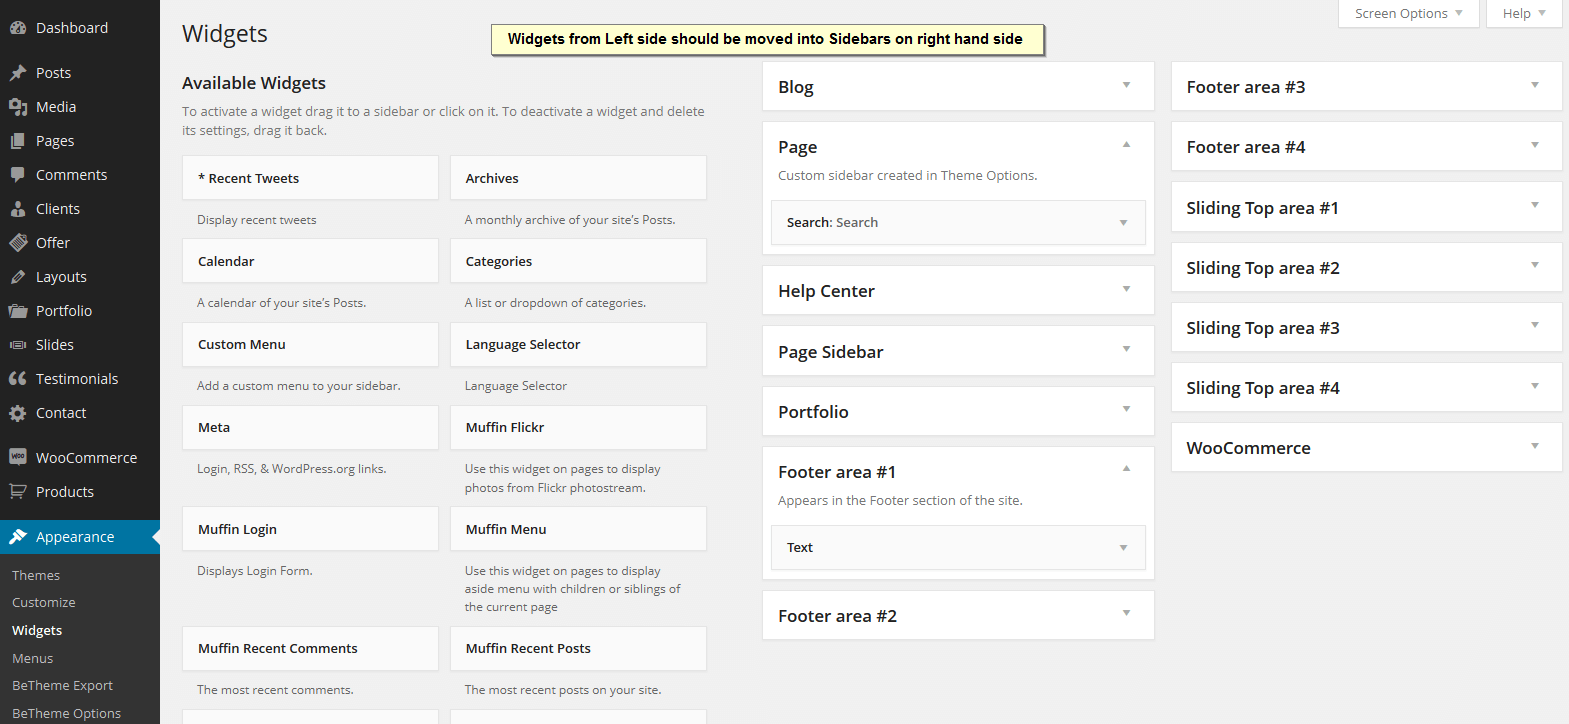 Dashboard
Posts
Media
Pages
Comments
Clients
Offer
Layouts
Portfolio
Slides
Testimonials
Contact
WOO WooCommerce
Products
Appearance
Themes
Customize
Widgets
Menus
BeTheme Export
BeTheme Options
Screen Options
Help
Widgets
Widgets from Left side should be moved into Sidebars on right hand side
Available Widgets
To activate a widget drag it to a sidebar or click on it. To deactivate a widget and delete
its settings, drag it back.
* Recent Tweets
Display recent tweets
Archives
A monthly archive of your site’s Posts.
Calendar
A calendar of your site’s Posts.
Categories
A list or dropdown of categories.
Custom Menu
Add a custom menu to your sidebar.
Language Selector
Language Selector
Meta
Login, RSS, & WordPress.org links.
Muffin Flickr
Use this widget on pages to display
photos from Flickr photostream.
Muffin Login
Displays Login Form.
Muffin Menu
Use this widget on pages to display
aside menu with children or siblings of
the current page
Muffin Recent Comments
The most recent comments.
Muffin Recent Posts
The most recent posts on your site.
Blog
Page
Custom sidebar created in Theme Options.
Search: Search
Help Center
Page Sidebar
Portfolio
Footer area #1
Appears in the Footer section of the site.
Text
Footer area #2
Footer area #3
Footer area #4
Sliding Top area #1
Sliding Top area #2
Sliding Top area #3
Sliding Top area #4
WooCommerce